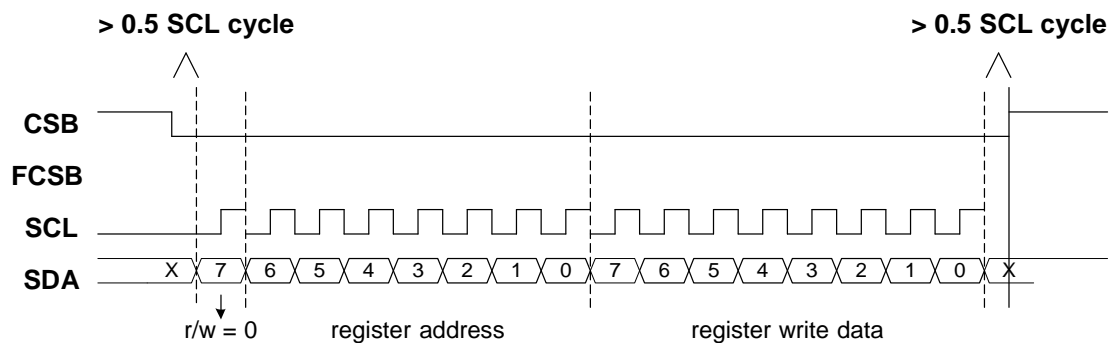 > 0.5 SCL cycle > 0.5 SCL cycle
CSB
FCSB
SCL
SDA X 7 6 5 4 3 2 1 0 7 6 5 4 3 2 1 0 X
r/w = 0 register address register write data